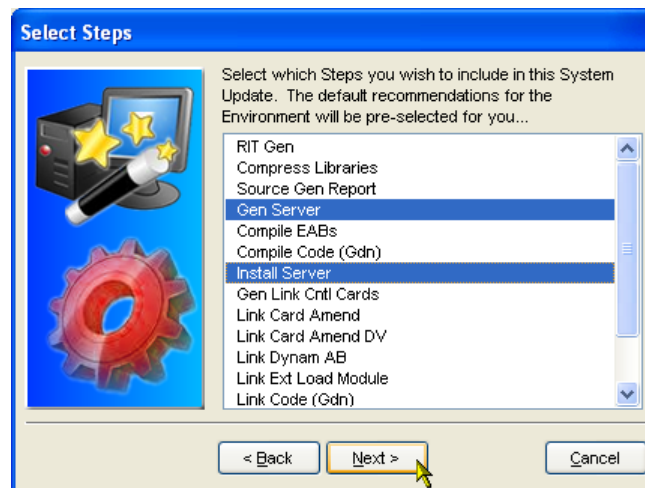 Select Steps
Select which Steps you wish to include in this System
Update. The default recommendations for the
Environment will be pre-selected for you...
RIT Gen
Compress Libraries
Source Gen Report
Gen Server
Compile EABs
Compile Code (Gdn)
Install Server
Gen Link Cntl Cards
Link Card Amend
Link Card Amend DV
Link Dynam AB
Link Ext Load Module
Link Code (Gdn)
< Back
Next >
Cancel